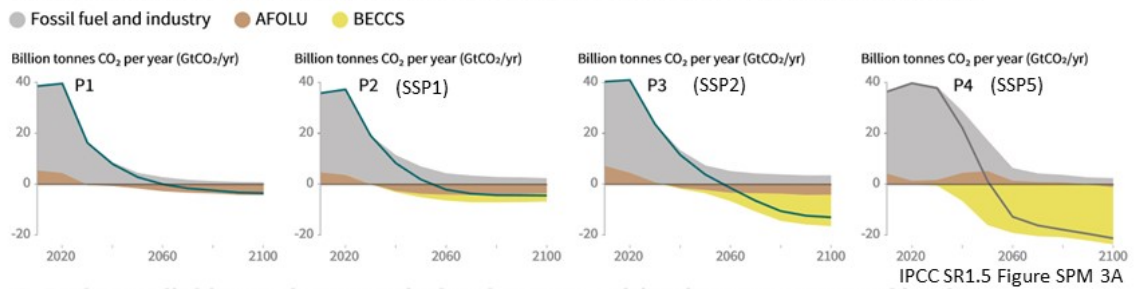 Fossil fuel and industry AFOLU BECCS
Billion tonnes CO₂ per year (GtCO₂/yr) Billion tonnes CO₂ per year (GtCO₂/yr) Billion tonnes CO₂ per year (GtCO₂/yr) Billion tonnes CO₂ per year (GtCO₂/yr)
40 P1 40 P2 (SSP1) 40 P3 (SSP2) 40 P4 (SSP5)
20 20 20 20
0 0 0 0
-20 -20 -20 -20
2020 2060 2100 2020 2060 2100 2020 2060 2100 2020 2060 2100
IPCC SR1.5 Figure SPM 3A